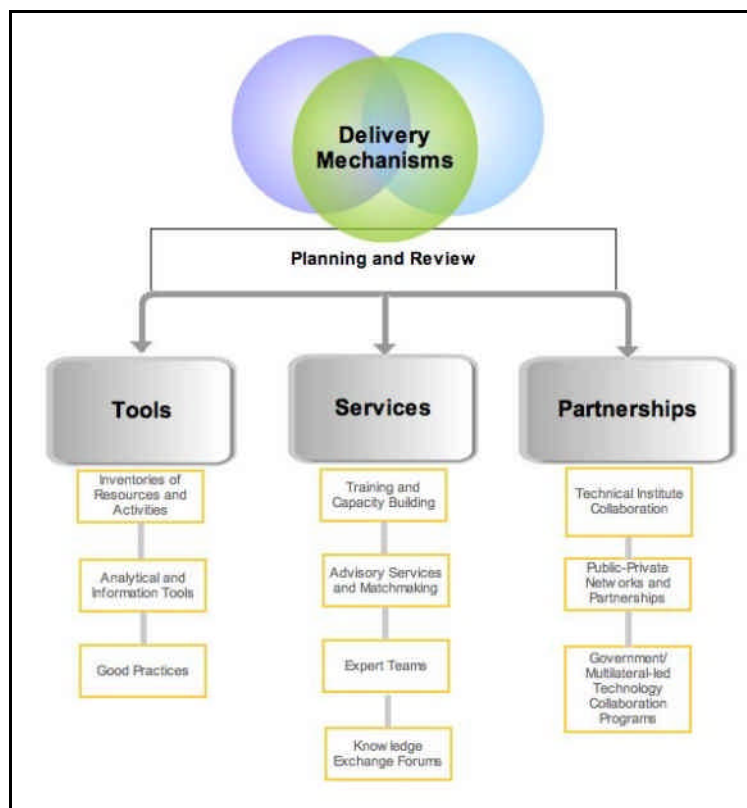 Delivery
Mechanisms
Planning and Review
Tools
Inventories of
Resources and
Activities
Analytical and
Information Tools
Good Practices
Services
Training and
Capacity Building
Advisory Services
and Matchmaking
Expert Teams
Knowledge
Exchange Forums
Partnerships
Technical Institute
Collaboration
Public-Private
Networks and
Partnerships
Government/
Multilateral-led
Technology
Collaboration
Programs